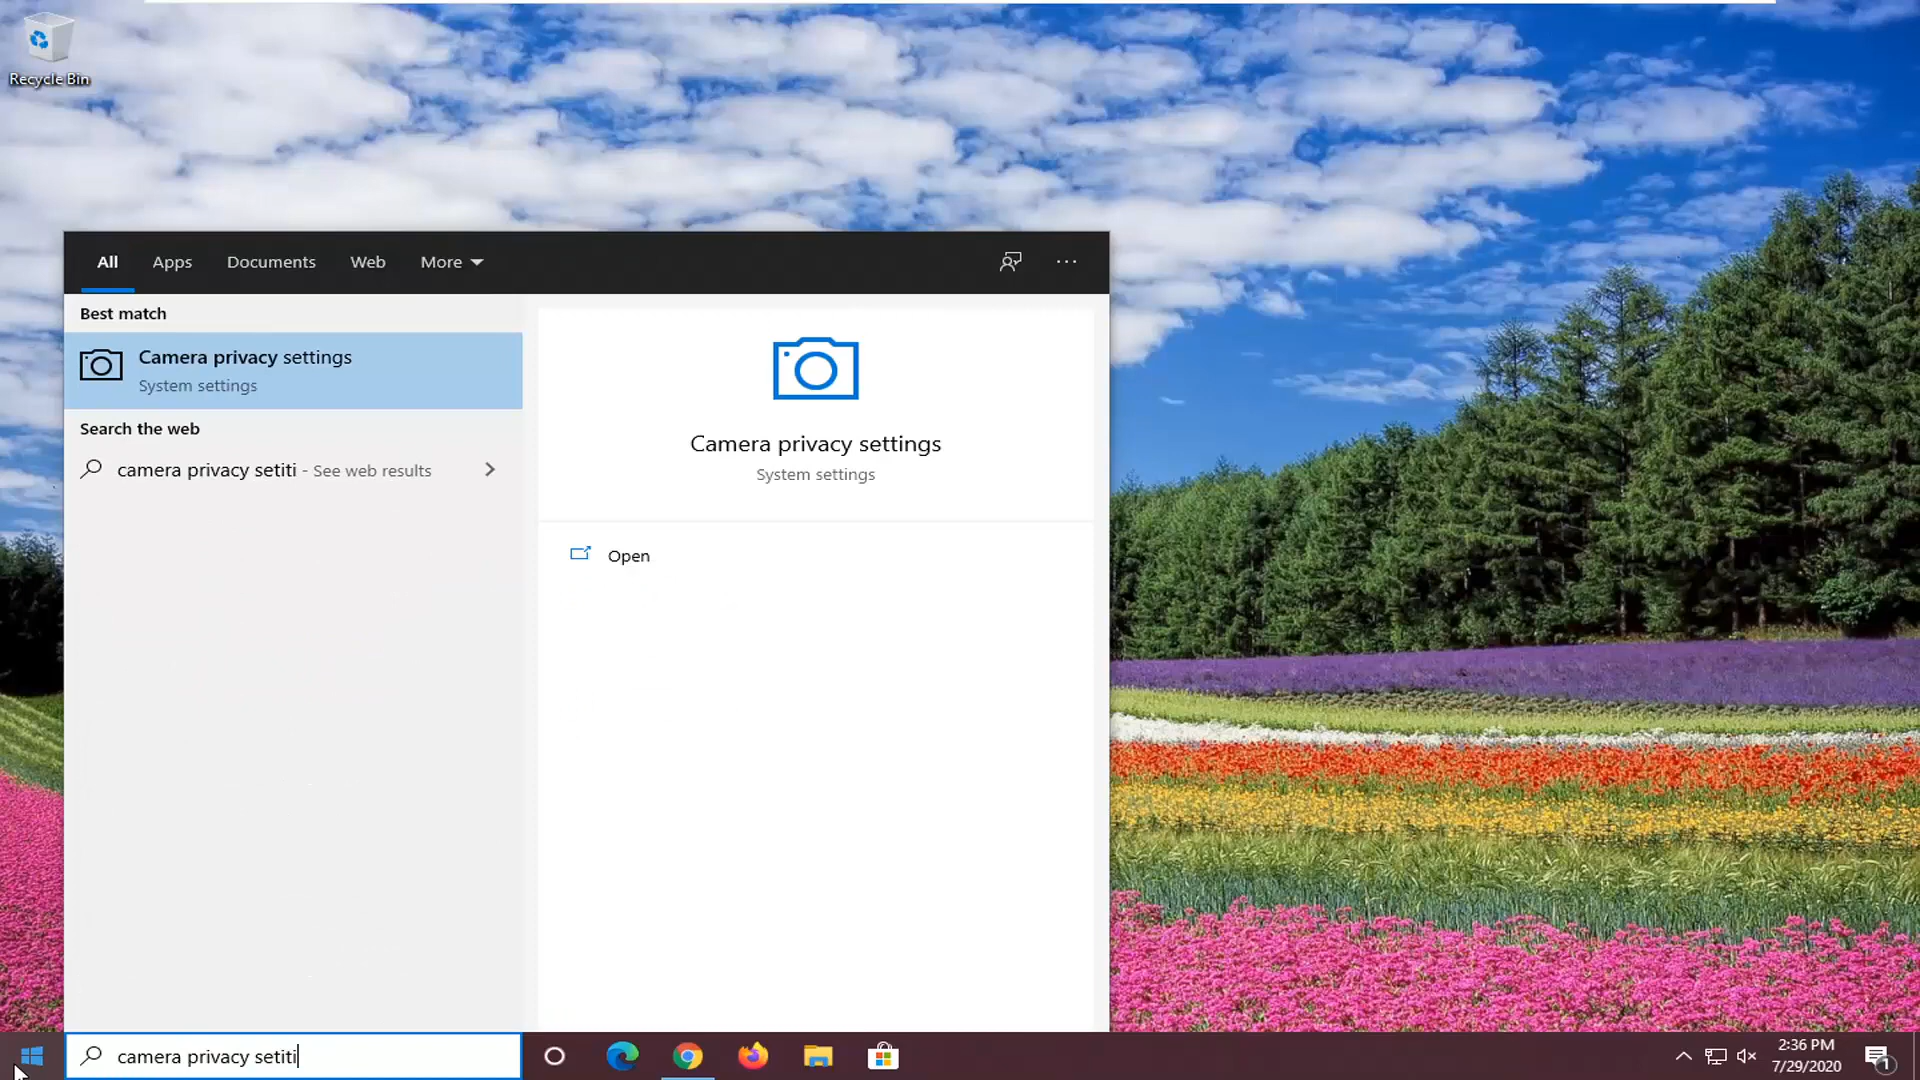 Recycle Bin
All Apps Documents Web More
Best match
Camera privacy settings
System settings
Search the web
camera privacy setiti - See web results
Camera privacy settings
System settings
Open
camera privacy setiti
2:36 PM
7/29/2020
1